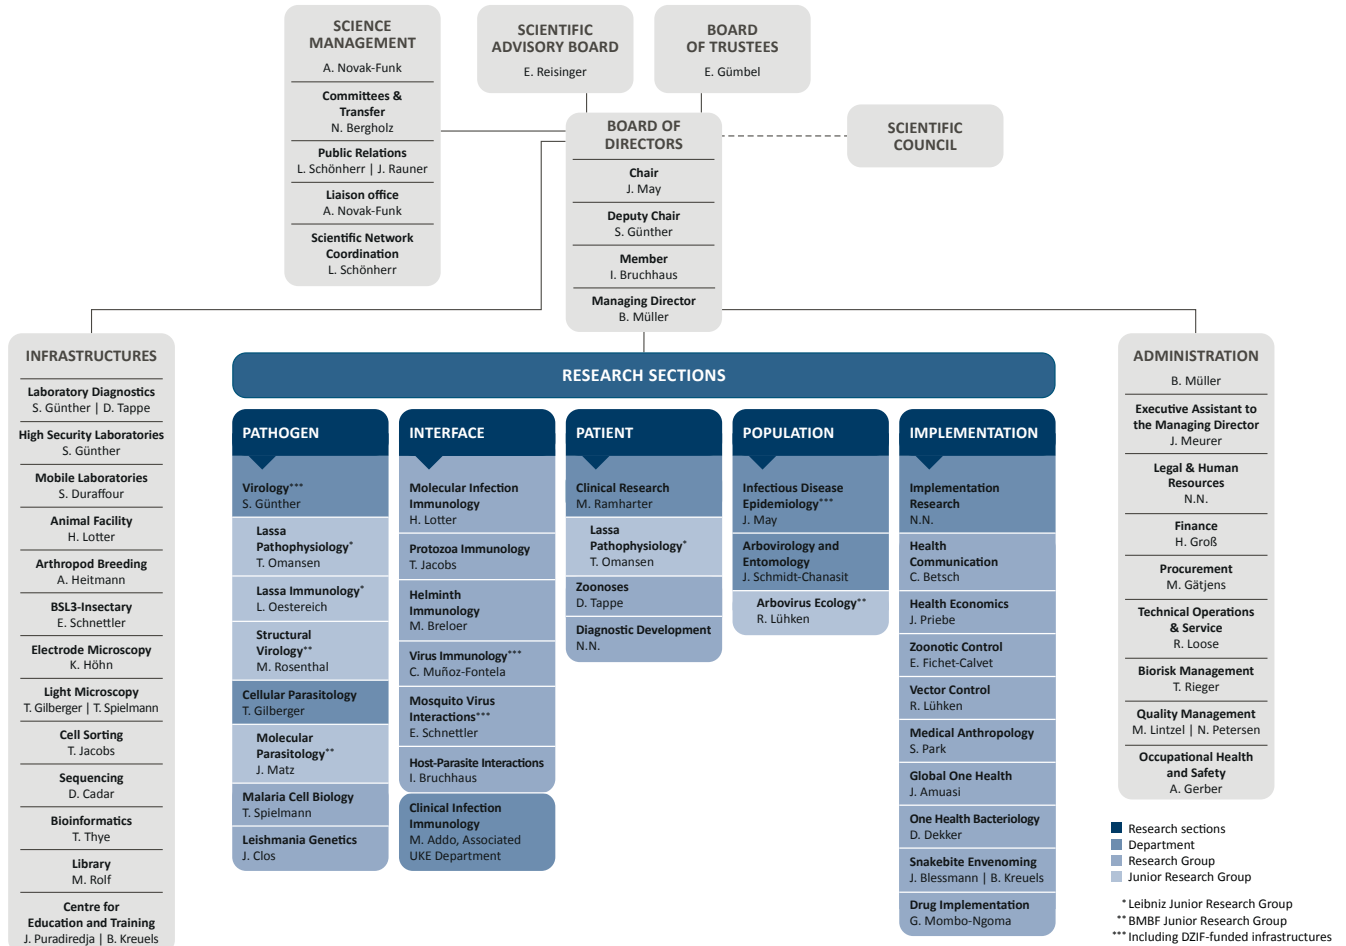 SCIENCE
MANAGEMENT
A. Novak-Funk
Committees &
Transfer
N. Bergholz
Public Relations
L. Schönherr | J. Rauner
Liaison office
A. Novak-Funk
Scientific Network
Coordination
L. Schönherr
SCIENTIFIC
ADVISORY BOARD
E. Reisinger
BOARD
OF TRUSTEES
E. Gümbel
BOARD OF
DIRECTORS
Chair
J. May
Deputy Chair
S. Günther
Member
I. Bruchhaus
Managing Director
B. Müller
SCIENTIFIC
COUNCIL
INFRASTRUCTURES
Laboratory Diagnostics
S. Günther | D. Tappe
High Security Laboratories
S. Günther
Mobile Laboratories
S. Duraffour
Animal Facility
H. Lotter
Arthropod Breeding
A. Heitmann
BSL3-Insectary
E. Schnettler
Electrode Microscopy
K. Höhn
Light Microscopy
T. Gilberger | T. Spielmann
Cell Sorting
T. Jacobs
Sequencing
D. Cadar
Bioinformatics
T. Thye
Library
M. Rolf
Centre for
Education and Training
J. Puradiredja | B. Kreuels
RESEARCH SECTIONS
PATHOGEN
Virology***
S. Günther
Lassa
Pathophysiology*
T. Omansen
Lassa Immunology*
L. Oestereich
Structural
Virology**
M. Rosenthal
Cellular Parasitology
T. Gilberger
Molecular
Parasitology**
J. Matz
Malaria Cell Biology
T. Spielmann
Leishmania Genetics
J. Clos
INTERFACE
Molecular Infection
Immunology
H. Lotter
Protozoa Immunology
T. Jacobs
Helminth
Immunology
M. Breloer
Virus Immunology***
C. Muñoz-Fontela
Mosquito Virus
Interactions***
E. Schnettler
Host-Parasite Interactions
I. Bruchhaus
Clinical Infection
Immunology
M. Addo, Associated
UKE Department
PATIENT
Clinical Research
M. Ramharter
Lassa
Pathophysiology*
T. Omansen
Zoonoses
D. Tappe
Diagnostic Development
N.N.
POPULATION
Infectious Disease
Epidemiology***
J. May
Arbovirology and
Entomology
J. Schmidt-Chanasit
Arbovirus Ecology**
R. Lühken
IMPLEMENTATION
Implementation
Research
N.N.
Health
Communication
C. Betsch
Health Economics
J. Priebe
Zoonotic Control
E. Fichet-Calvet
Vector Control
R. Lühken
Medical Anthropology
S. Park
Global One Health
J. Amuasi
One Health Bacteriology
D. Dekker
Snakebite Envenoming
J. Blessmann | B. Kreuels
Drug Implementation
G. Mombo-Ngoma
ADMINISTRATION
B. Müller
Executive Assistant to
the Managing Director
J. Meurer
Legal & Human
Resources
N.N.
Finance
H. Groß
Procurement
M. Gätjens
Technical Operations
& Service
R. Loose
Biorisk Management
T. Rieger
Quality Management
M. Lintzel | N. Petersen
Occupational Health
and Safety
A. Gerber
Research sections
Department
Research Group
Junior Research Group
* Leibniz Junior Research Group
** BMBF Junior Research Group
*** Including DZIF-funded infrastructures